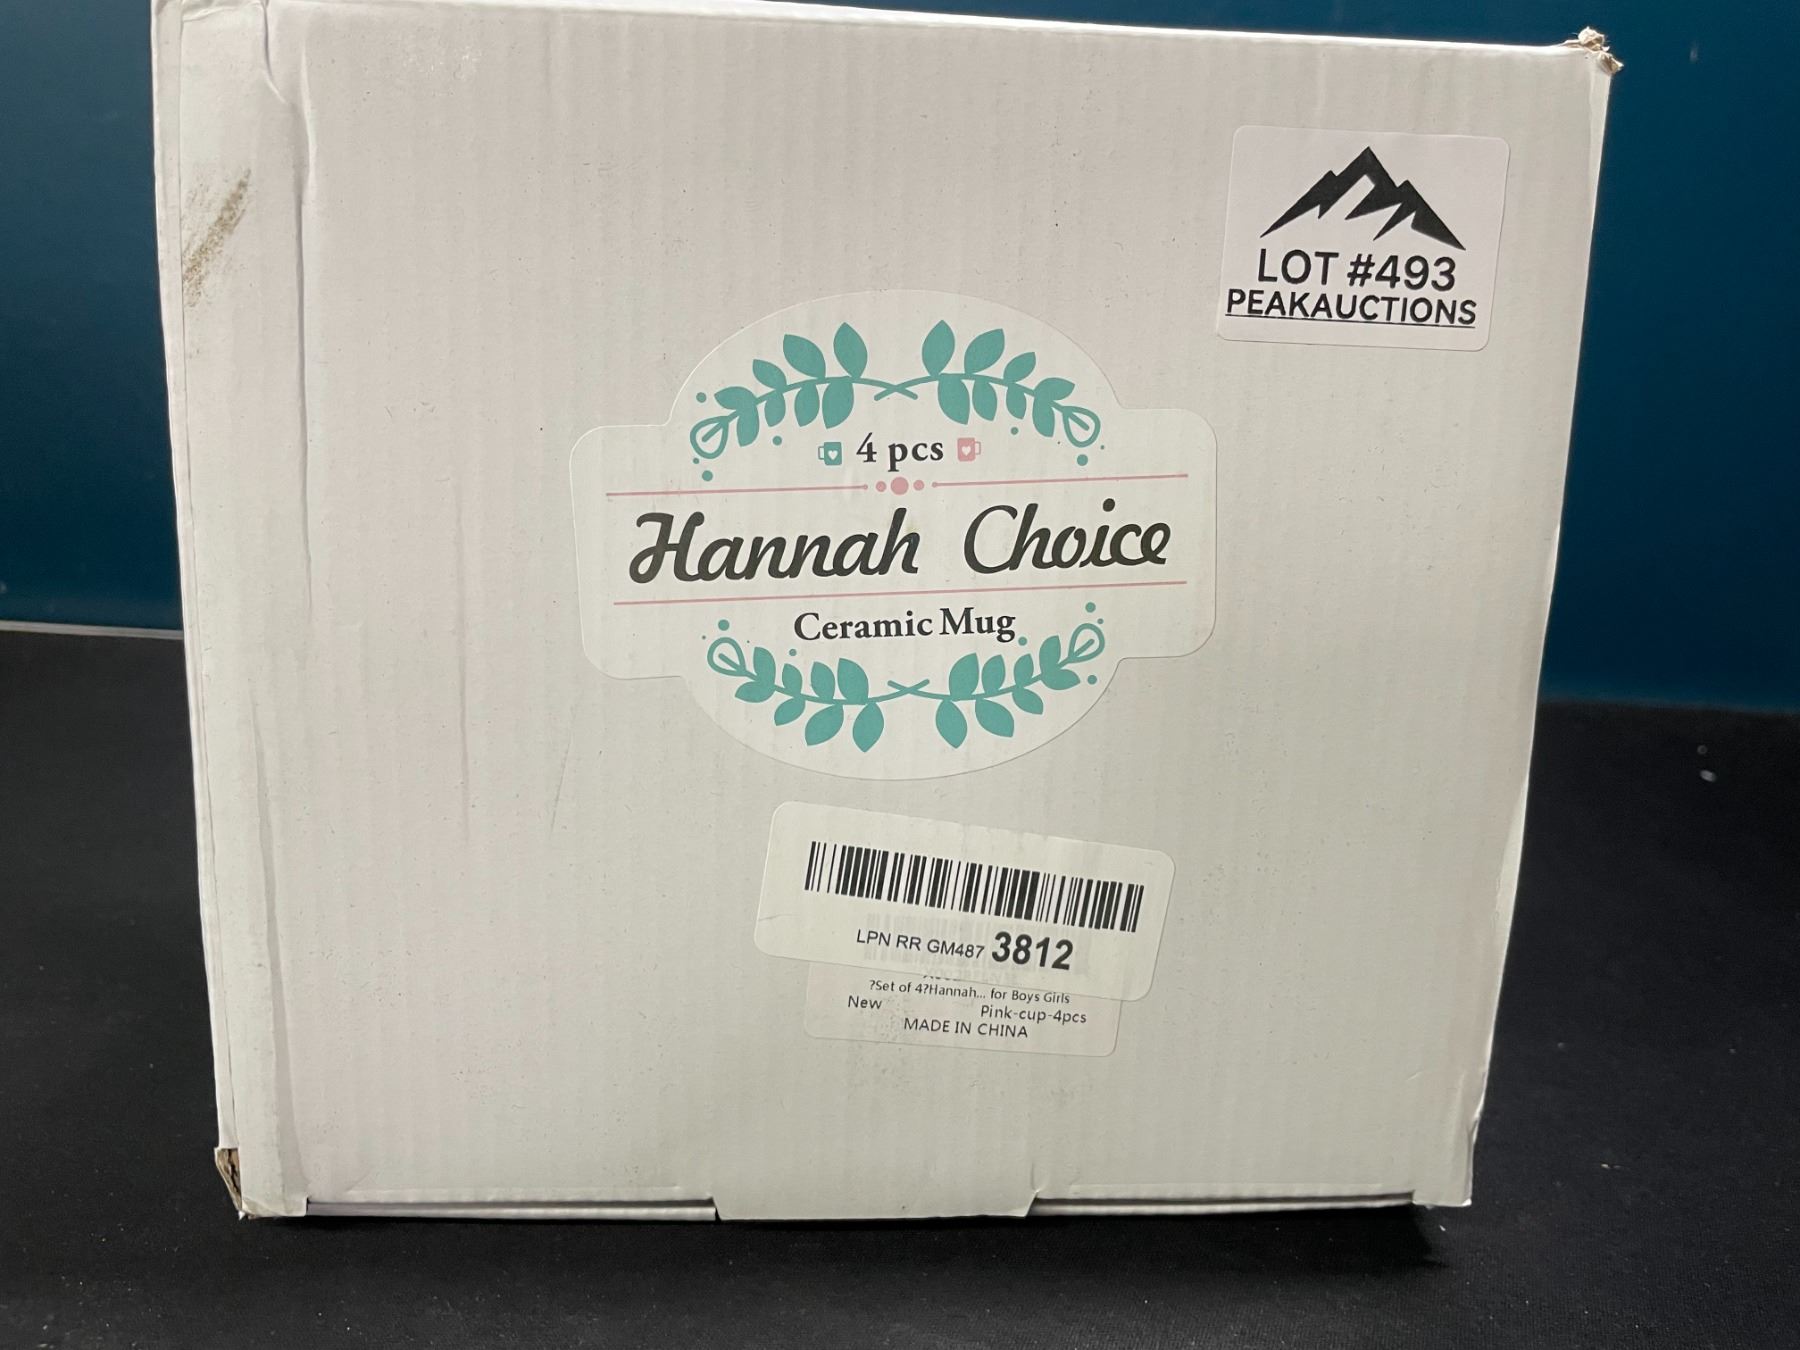 LOT #493
PEAKAUCTIONS
4 pcs
Hannah Choice
Ceramic Mug
LPN RR GM487 3812
?Set of 4?Hannah... for Boys Girls
New
Pink-cup-4pcs
MADE IN CHINA